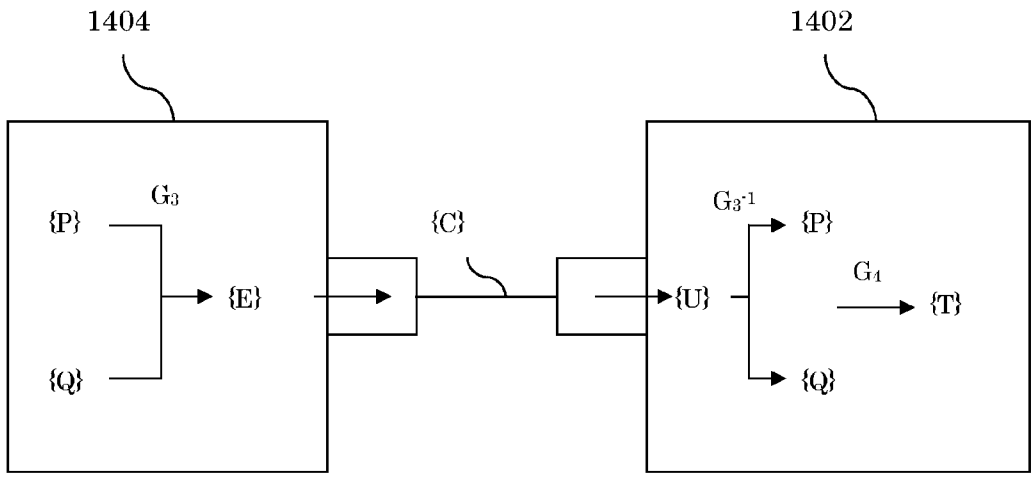 1404
1402
G₃
{P}
{Q}
{E}
{C}
{U}
G₃⁻¹
{P}
{Q}
G₄
{T}